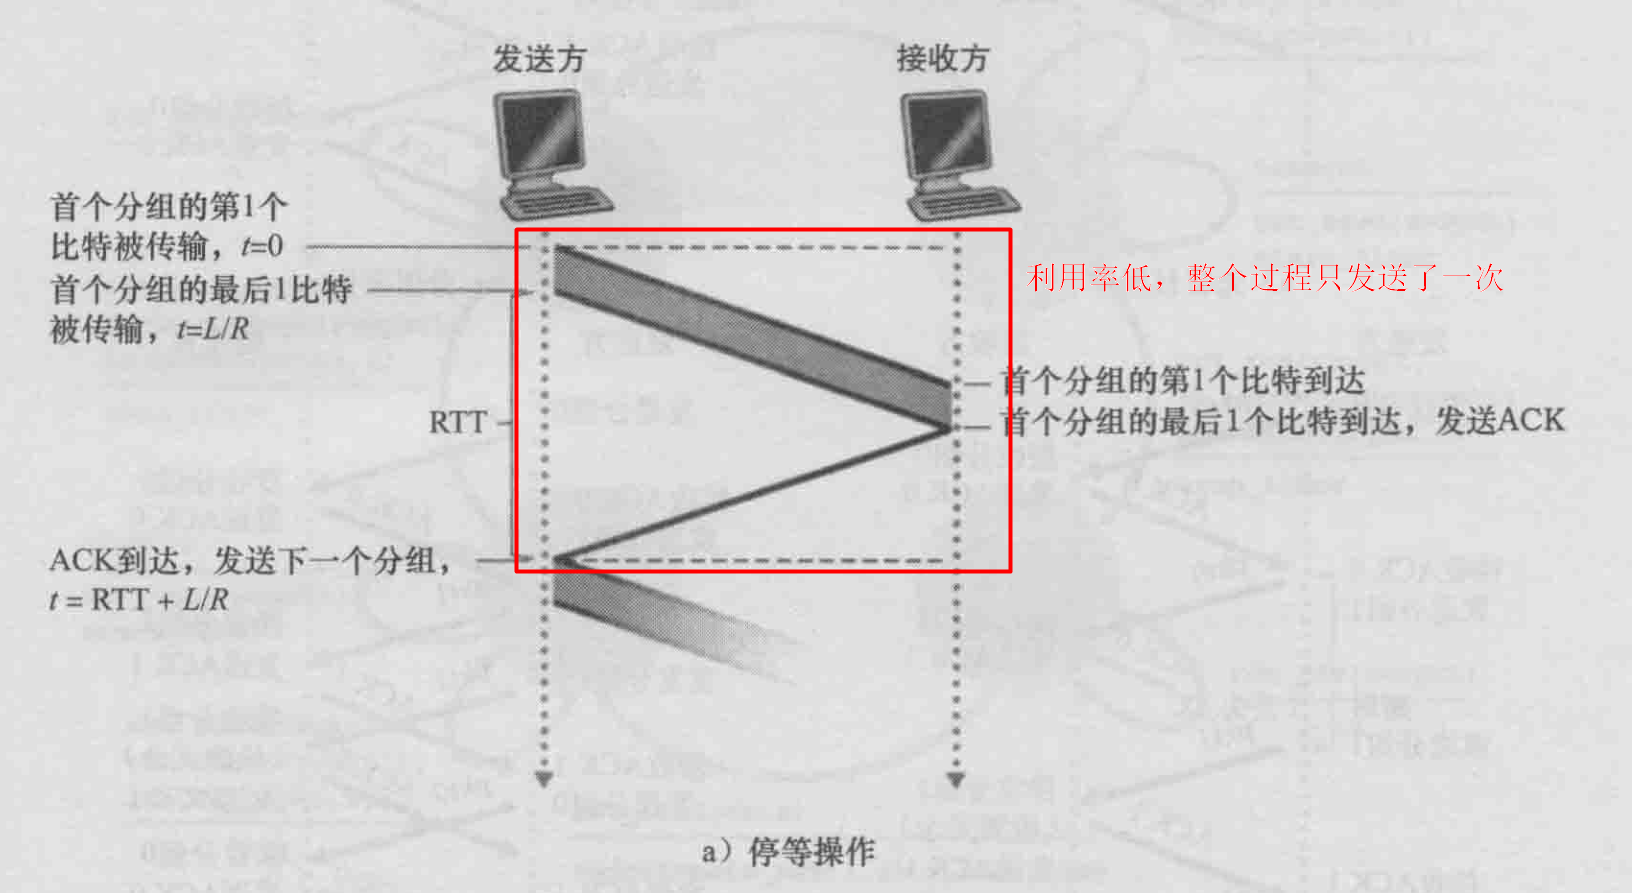 发送方
接收方
首个分组的第1个
比特被传输，t=0
首个分组的最后1比特
被传输，t=L/R
利用率低，整个过程只发送了一次
首个分组的第1个比特到达
首个分组的最后1个比特到达，发送ACK
RTT
ACK到达，发送下一个分组，
t = RTT + L/R
a）停等操作